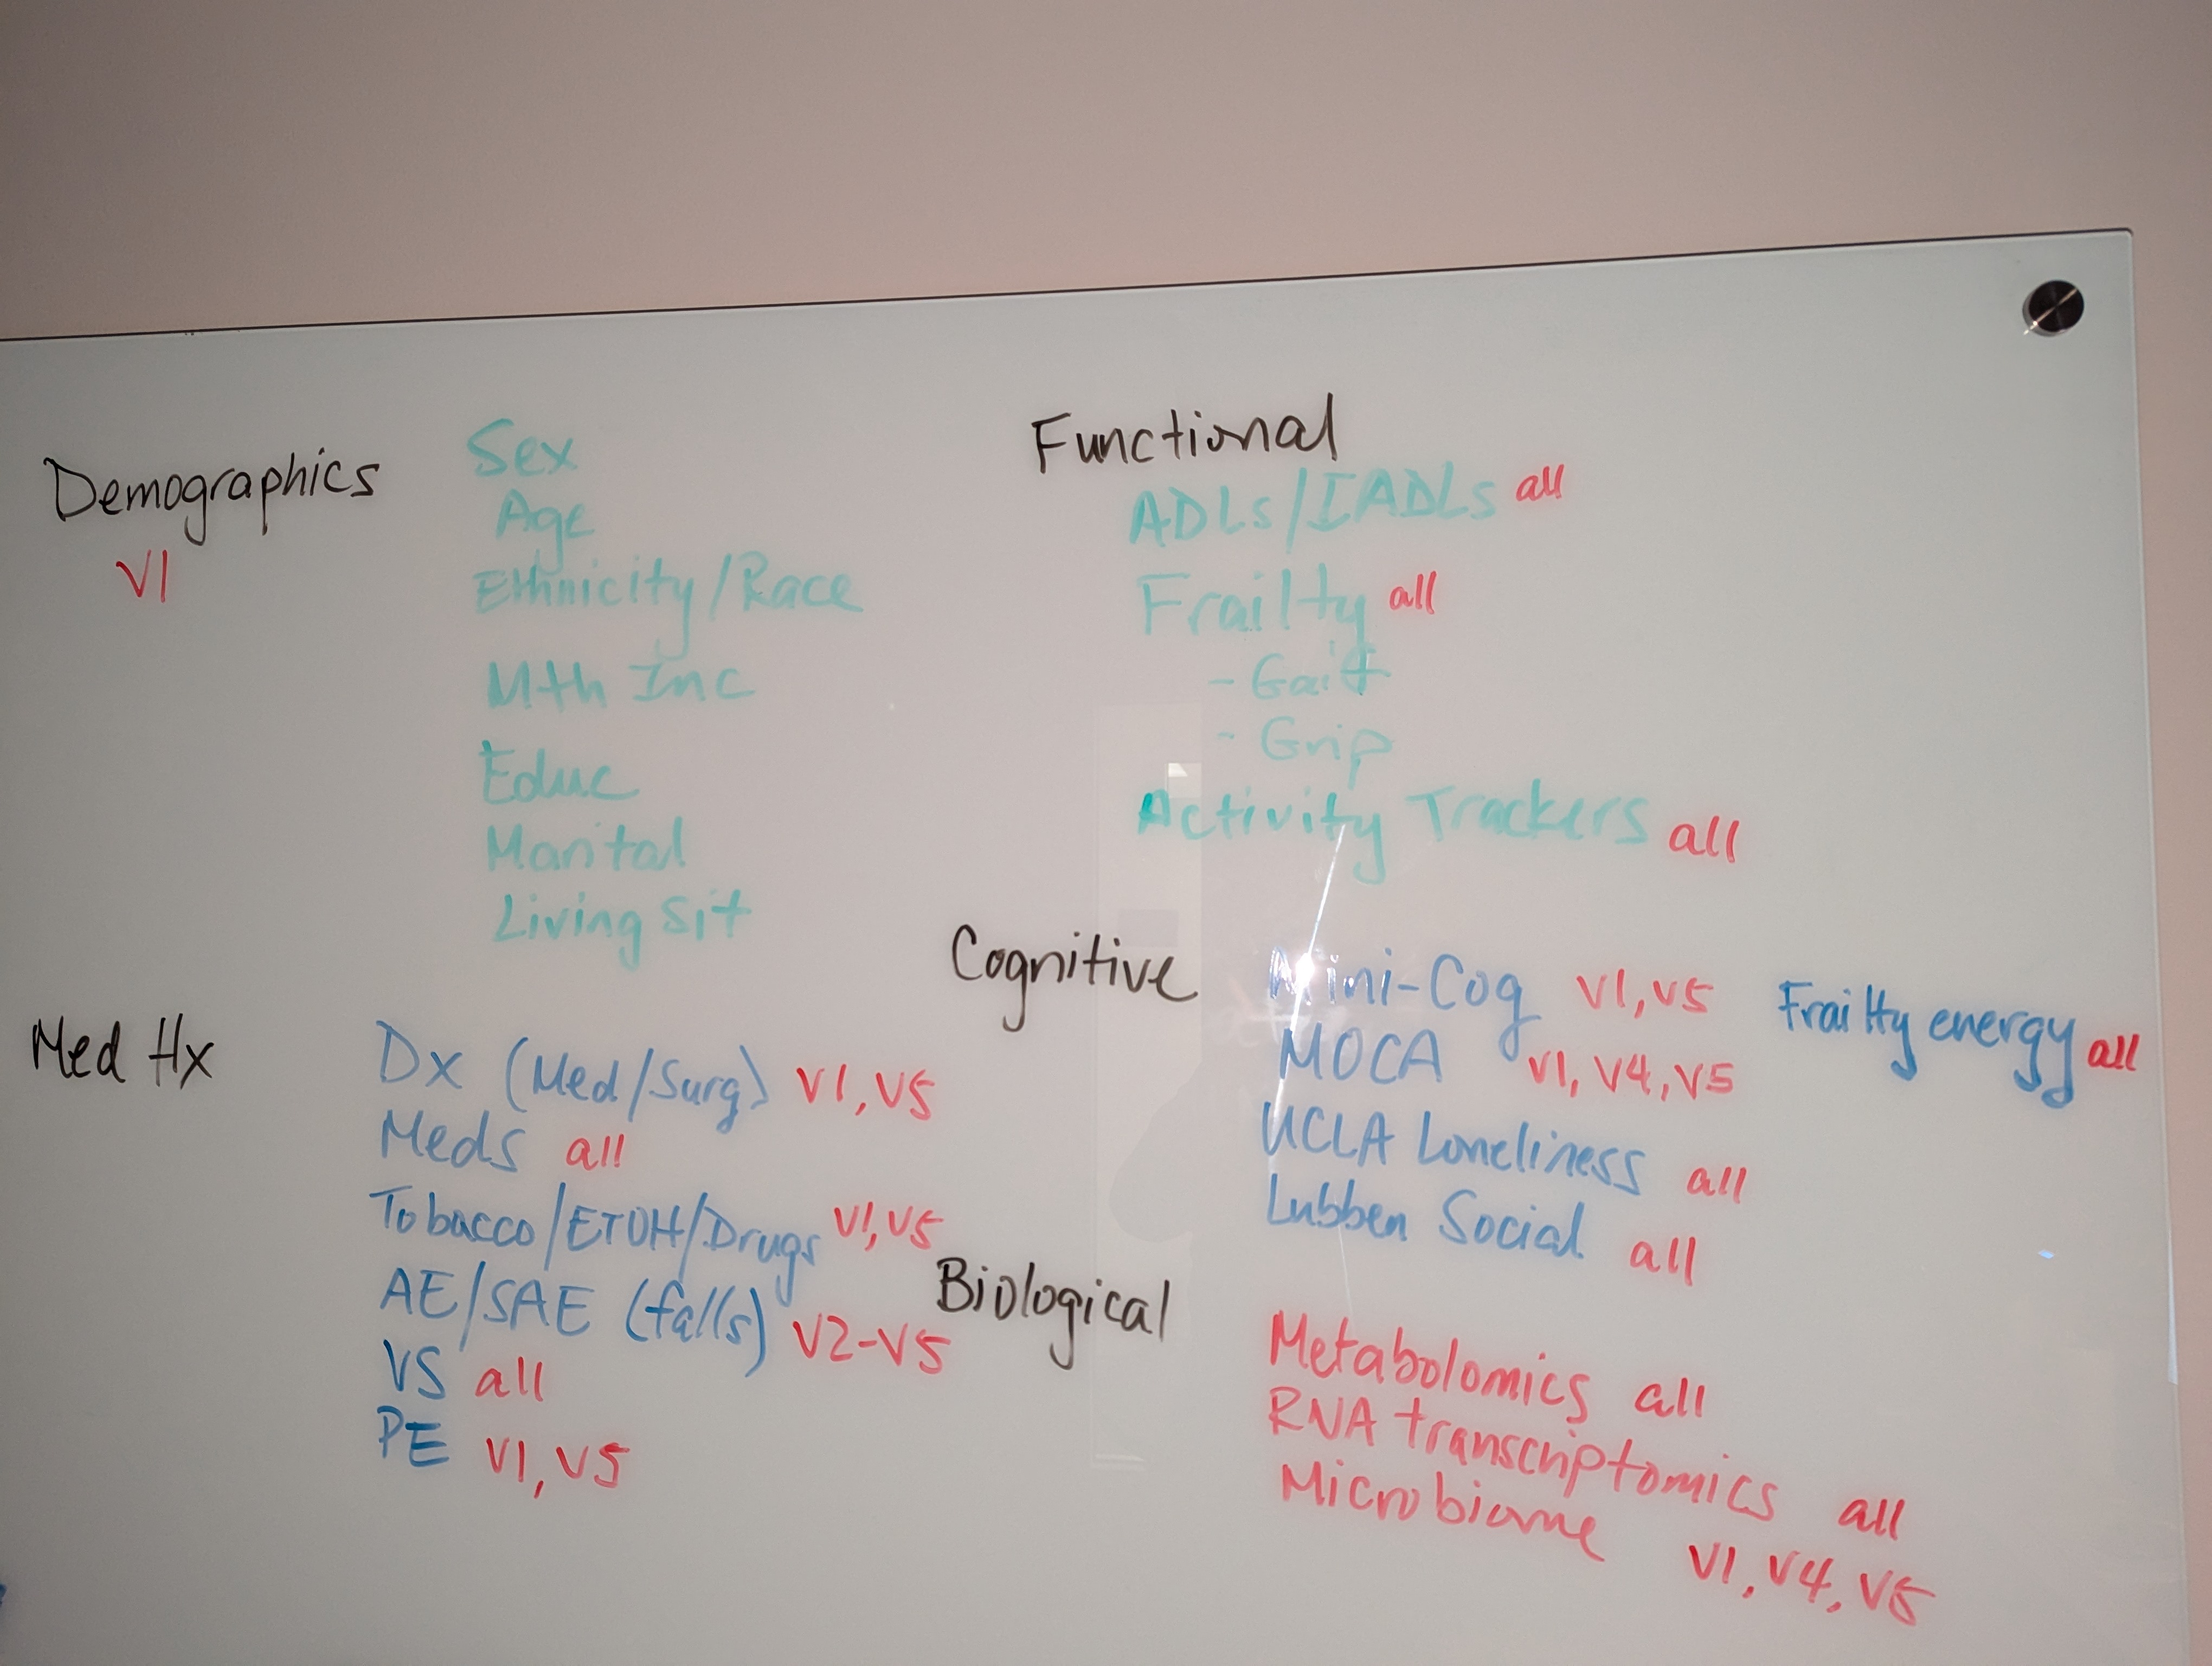 Demographics
V1
Sex
Age
Ethnicity/Race
Mth Inc
Educ
Marital
Living Sit
Med Hx
Dx (Med/Surg) V1, V5
Meds all
Tobacco/ETOH/Drugs V1, V5
AE/SAE (falls) V2-V5
VS all
PE V1, V5
Functional
ADLs/IADLs all
Frailty all
- Gait
- Grip
Activity Trackers all
Cognitive
Mini-Cog V1, V5
MOCA V1, V4, V5
UCLA Loneliness all
Lubben Social all
Frailty energy all
Biological
Metabolomics all
RNA transcriptomics all
Microbiome V1, V4, V5